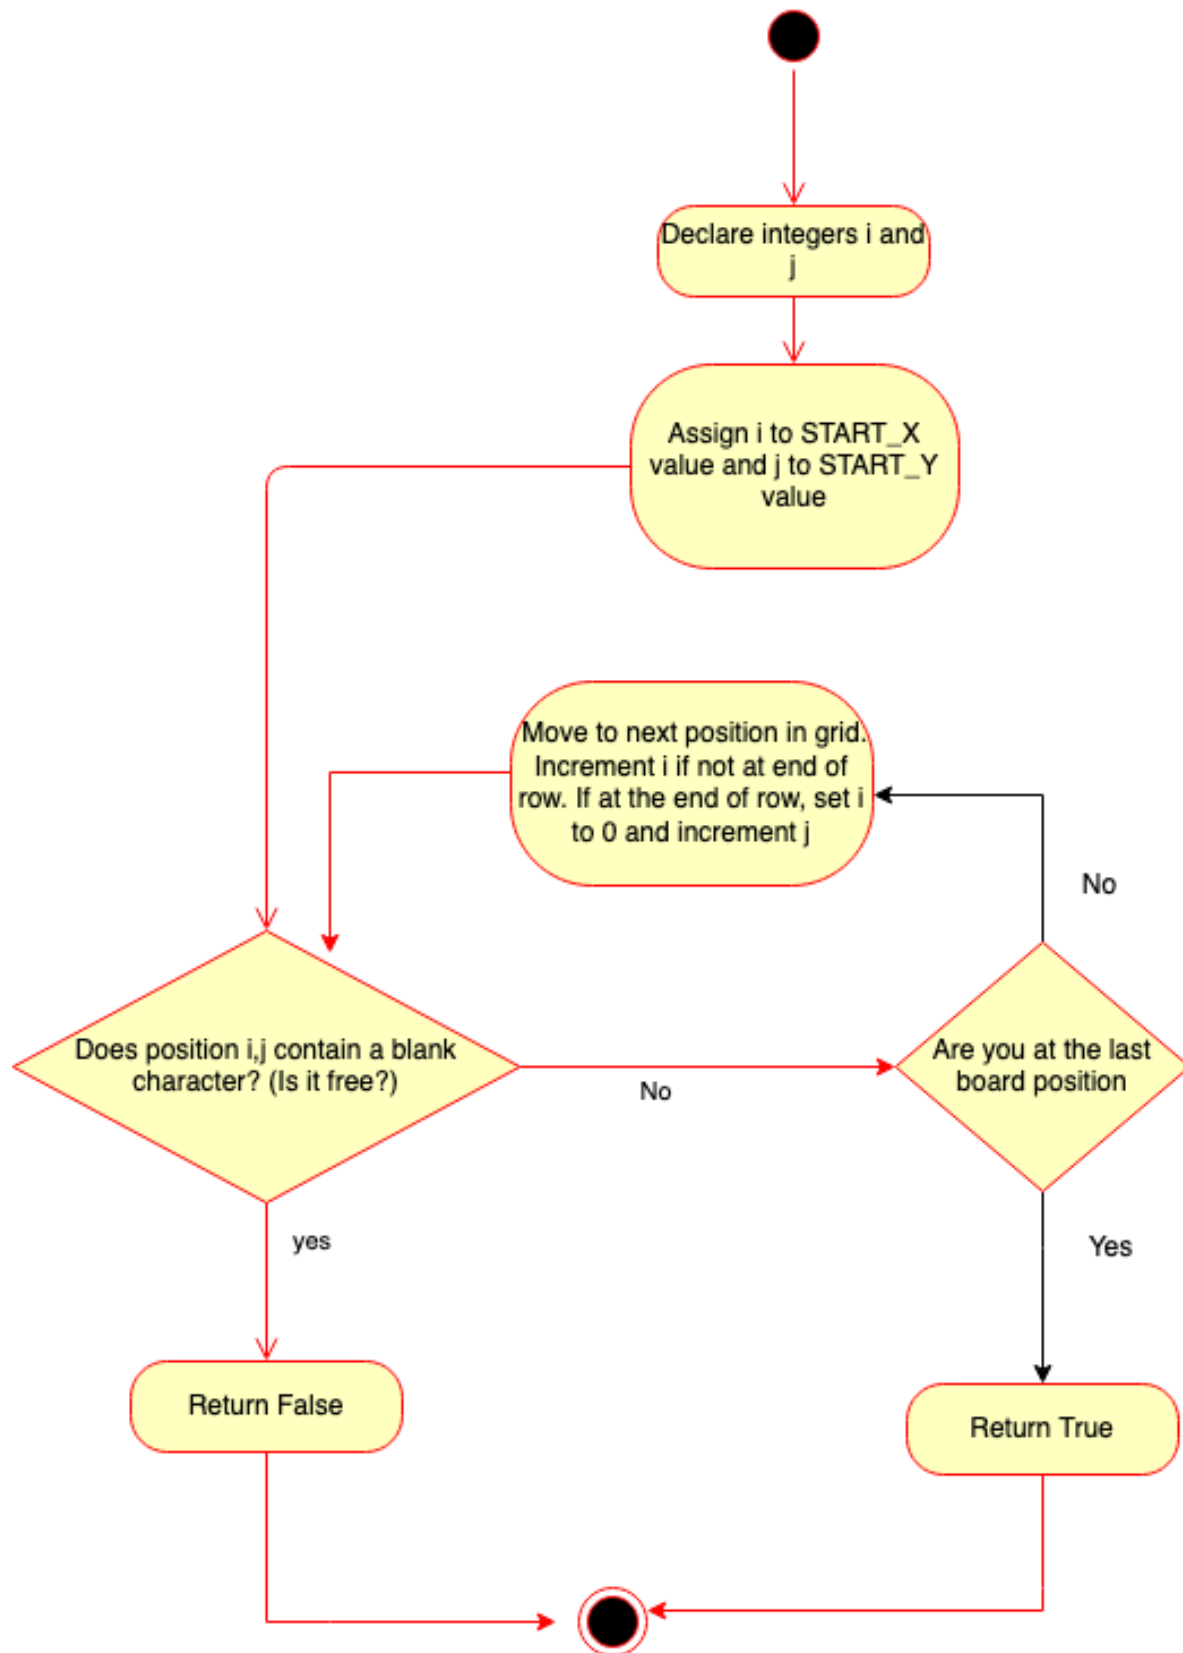 Declare integers i and
j
Assign i to START_X
value and j to START_Y
value
Move to next position in grid.
Increment i if not at end of
row. If at the end of row, set i
to 0 and increment j
No
Does position i,j contain a blank
character? (Is it free?)
No
Are you at the last
board position
yes
Yes
Return False
Return True